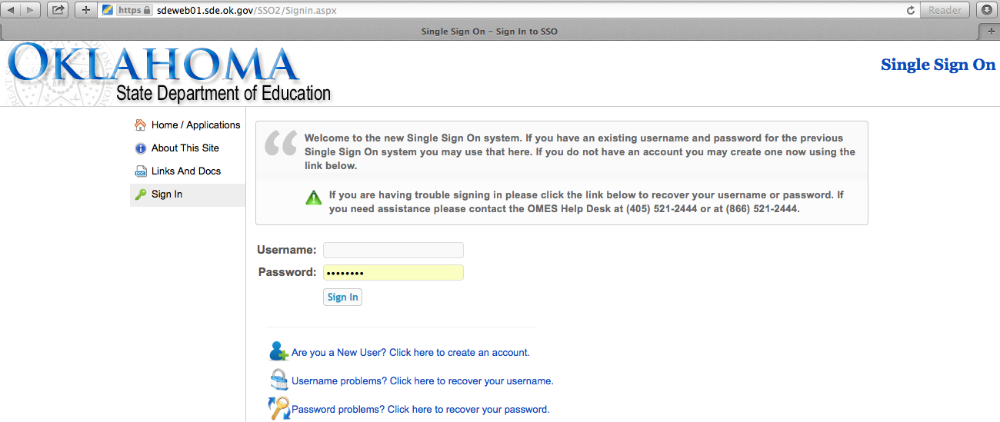 https sdeweb01.sde.ok.gov/SSO2/Signin.aspx Reader
Single Sign On – Sign In to SSO
OKLAHOMA
State Department of Education
Single Sign On
Home / Applications
About This Site
DOC Links And Docs
Sign In
Welcome to the new Single Sign On system. If you have an existing username and password for the previous
Single Sign On system you may use that here. If you do not have an account you may create one now using the
link below.
If you are having trouble signing in please click the link below to recover your username or password. If
you need assistance please contact the OMES Help Desk at (405) 521-2444 or at (866) 521-2444.
Username:
Password: ••••••••
Sign In
Are you a New User? Click here to create an account.
Username problems? Click here to recover your username.
Password problems? Click here to recover your password.